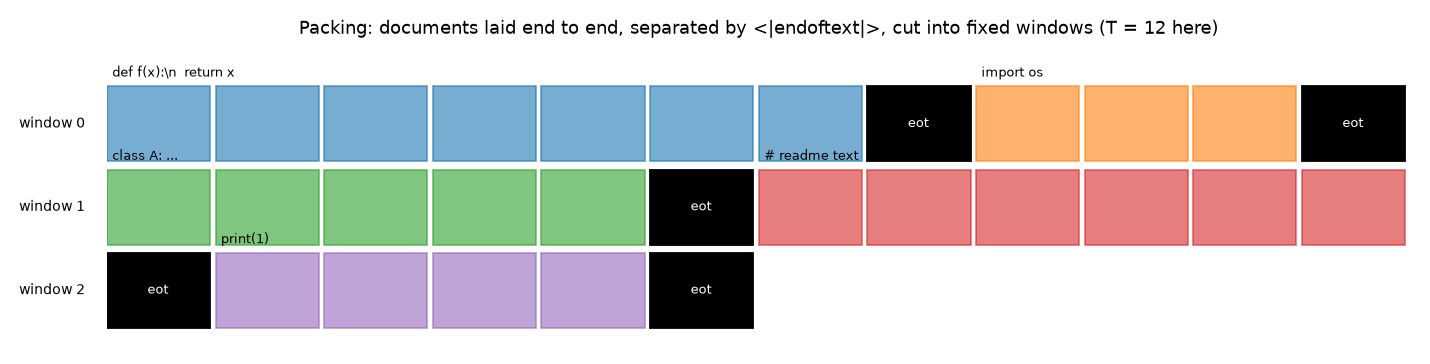 Packing: documents laid end to end, separated by <|endoftext|>, cut into fixed windows (T = 12 here)
def f(x):\n  return x
import os
window 0
eot
eot
class A: ...
# readme text
window 1
eot
print(1)
window 2
eot
eot